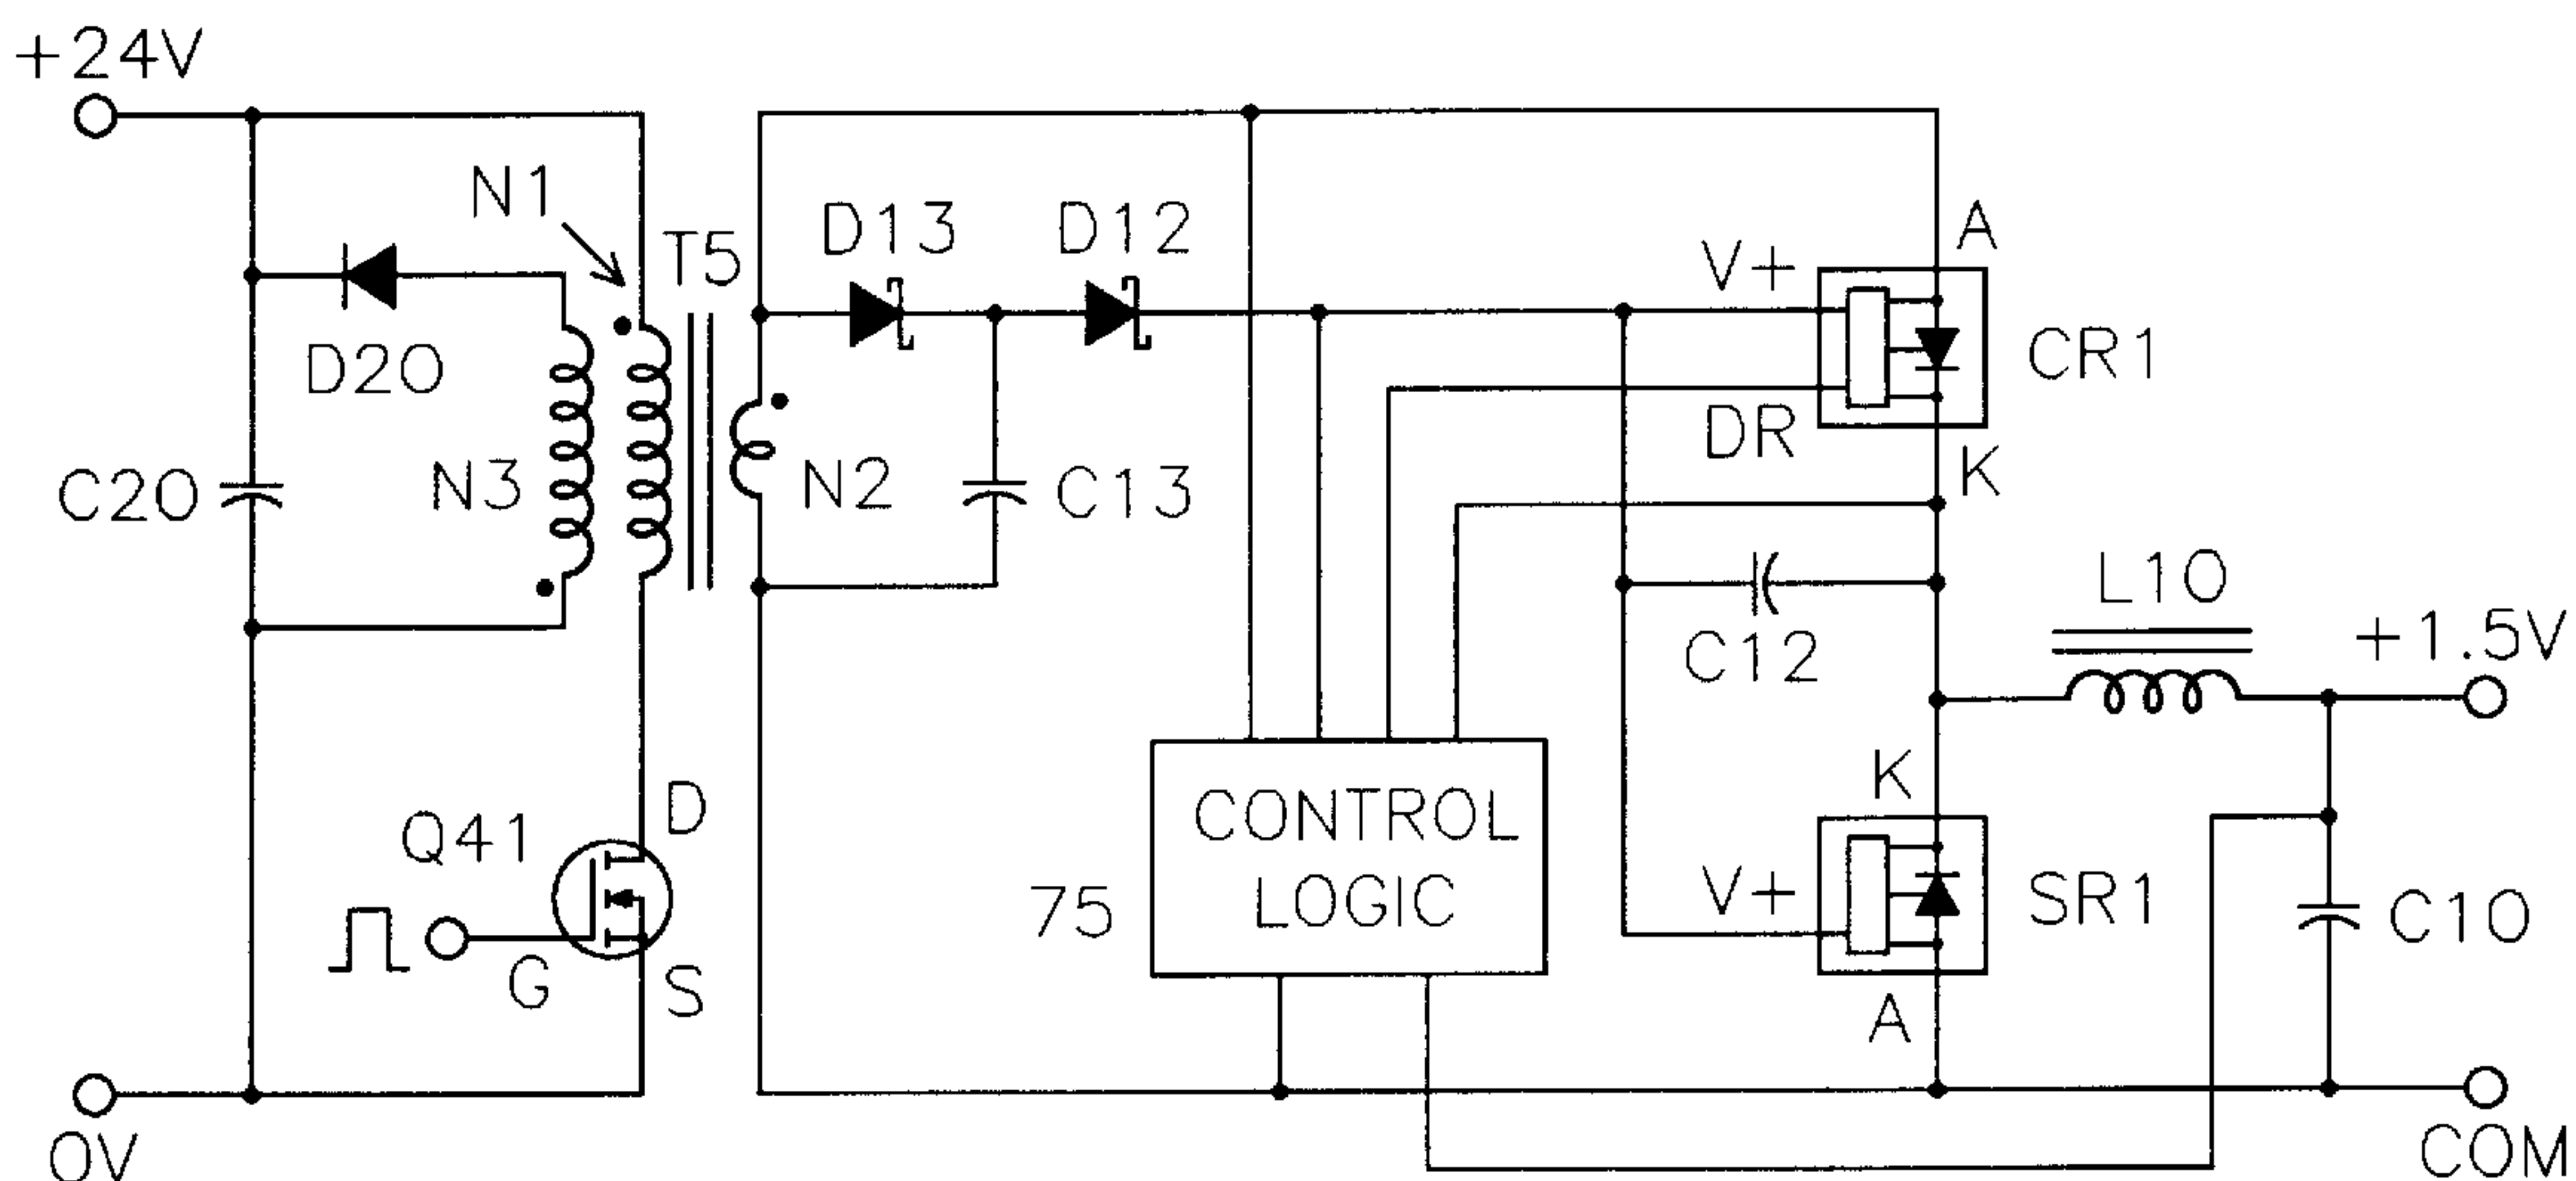 +24V
N1
T5
D13
D12
V+
A
CR1
D20
DR
C20
N3
N2
C13
K
L10
+1.5V
C12
D
K
Q41
CONTROL
LOGIC
75
V+
SR1
C10
G
S
A
0V
COM